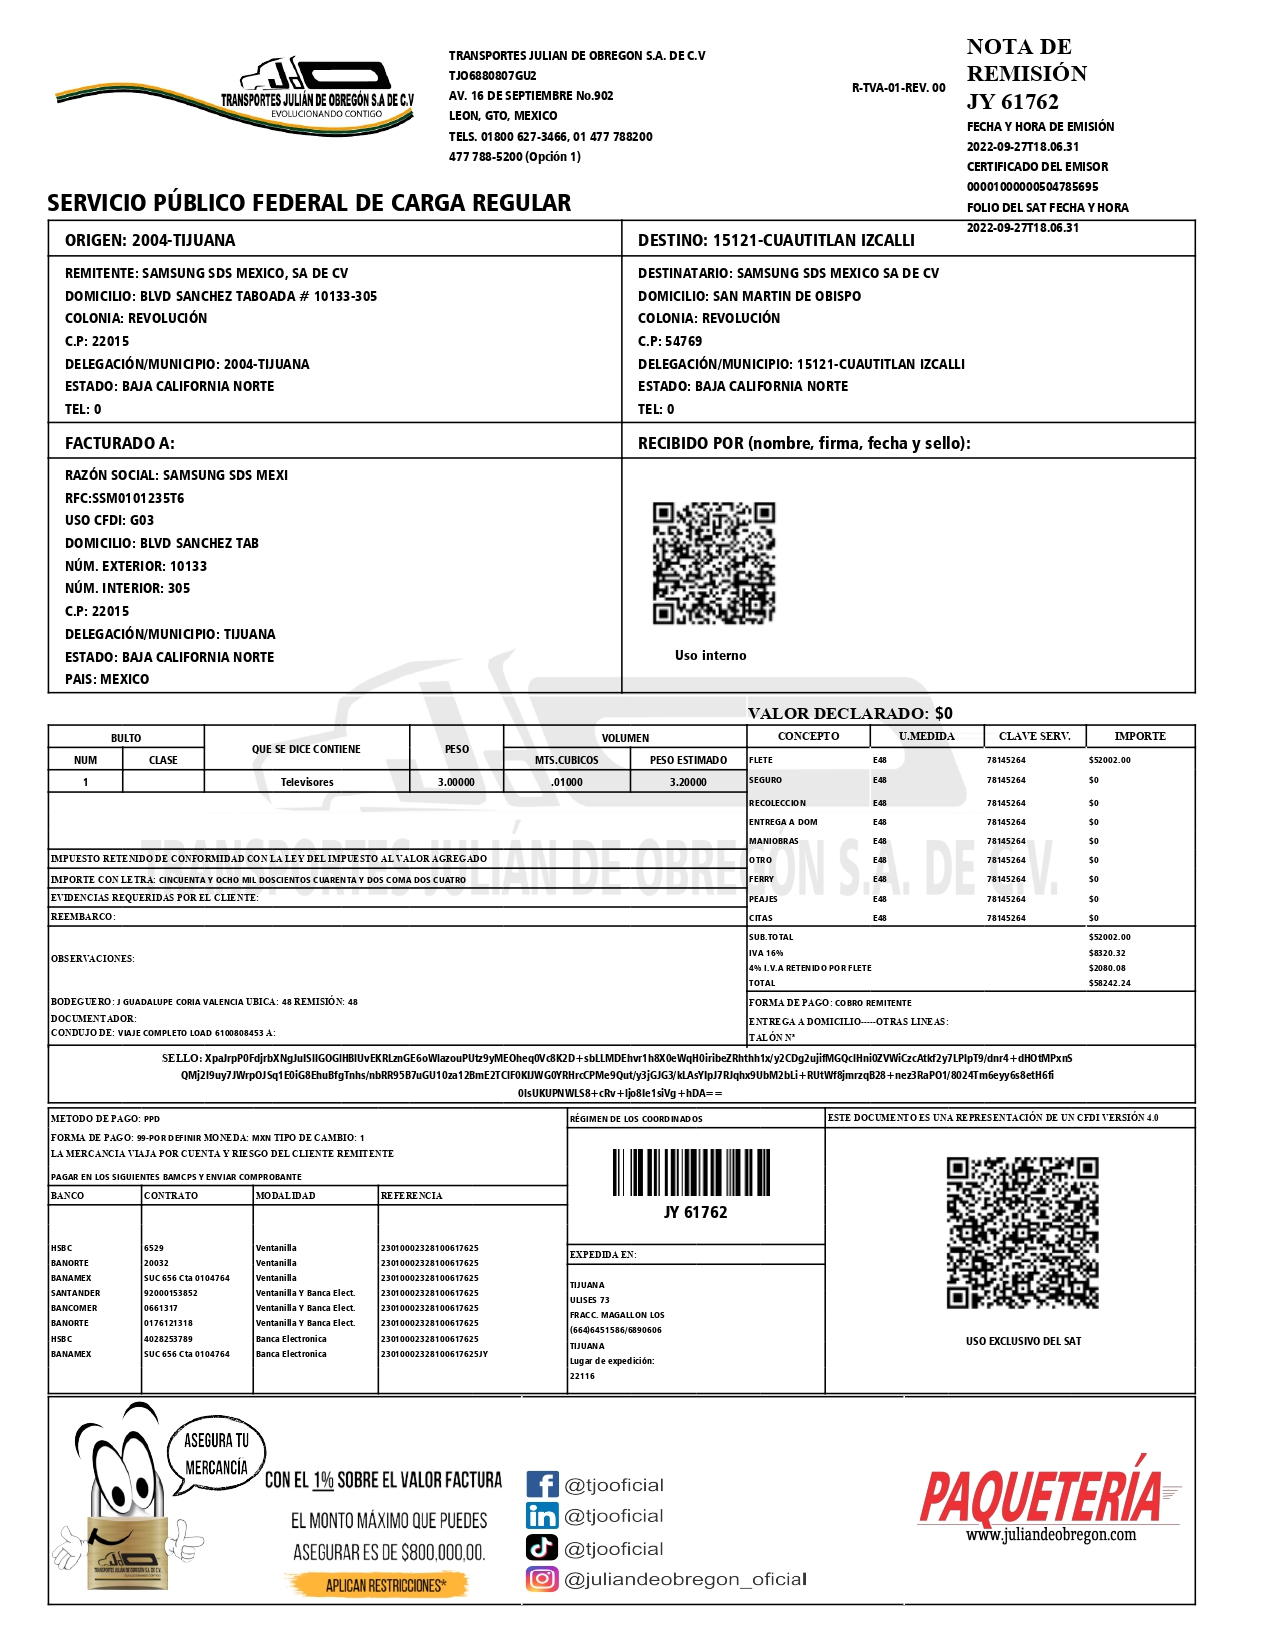 TRANSPORTES JULIÁN DE OBREGÓN S.A DE C.V
EVOLUCIONANDO CONTIGO
TRANSPORTES JULIAN DE OBREGON S.A. DE C.V
TJO6880807GU2
AV. 16 DE SEPTIEMBRE No.902
LEON, GTO, MEXICO
TELS. 01800 627-3466, 01 477 788200
477 788-5200 (Opción 1)
R-TVA-01-REV. 00
NOTA DE
REMISIÓN
JY 61762
FECHA Y HORA DE EMISIÓN
2022-09-27T18.06.31
CERTIFICADO DEL EMISOR
00001000000504785695
FOLIO DEL SAT FECHA Y HORA
2022-09-27T18.06.31
SERVICIO PÚBLICO FEDERAL DE CARGA REGULAR
ORIGEN: 2004-TIJUANA
REMITENTE: SAMSUNG SDS MEXICO, SA DE CV
DOMICILIO: BLVD SANCHEZ TABOADA # 10133-305
COLONIA: REVOLUCIÓN
C.P: 22015
DELEGACIÓN/MUNICIPIO: 2004-TIJUANA
ESTADO: BAJA CALIFORNIA NORTE
TEL: 0
DESTINO: 15121-CUAUTITLAN IZCALLI
DESTINATARIO: SAMSUNG SDS MEXICO SA DE CV
DOMICILIO: SAN MARTIN DE OBISPO
COLONIA: REVOLUCIÓN
C.P: 54769
DELEGACIÓN/MUNICIPIO: 15121-CUAUTITLAN IZCALLI
ESTADO: BAJA CALIFORNIA NORTE
TEL: 0
FACTURADO A:
RAZÓN SOCIAL: SAMSUNG SDS MEXI
RFC:SSM0101235T6
USO CFDI: G03
DOMICILIO: BLVD SANCHEZ TAB
NÚM. EXTERIOR: 10133
NÚM. INTERIOR: 305
C.P: 22015
DELEGACIÓN/MUNICIPIO: TIJUANA
ESTADO: BAJA CALIFORNIA NORTE
PAIS: MEXICO
RECIBIDO POR (nombre, firma, fecha y sello):
Uso interno
VALOR DECLARADO: $0
BULTO QUE SE DICE CONTIENE PESO VOLUMEN
NUM CLASE MTS.CUBICOS PESO ESTIMADO
1 Televisores 3.00000 .01000 3.20000
CONCEPTO U.MEDIDA CLAVE SERV. IMPORTE
FLETE E48 78145264 $52002.00
SEGURO E48 78145264 $0
RECOLECCION E48 78145264 $0
ENTREGA A DOM E48 78145264 $0
MANIOBRAS E48 78145264 $0
OTRO E48 78145264 $0
FERRY E48 78145264 $0
PEAJES E48 78145264 $0
CITAS E48 78145264 $0
SUB.TOTAL $52002.00
IVA 16% $8320.32
4% I.V.A RETENIDO POR FLETE $2080.08
TOTAL $58242.24
TRANSPORTES JULIÁN DE OBREGÓN S.A. DE C.V.
IMPUESTO RETENIDO DE CONFORMIDAD CON LA LEY DEL IMPUESTO AL VALOR AGREGADO
IMPORTE CON LETRA: CINCUENTA Y OCHO MIL DOSCIENTOS CUARENTA Y DOS COMA DOS CUATRO
EVIDENCIAS REQUERIDAS POR EL CLIENTE:
REEMBARCO:
OBSERVACIONES:
BODEGUERO: J GUADALUPE CORIA VALENCIA UBICA: 48 REMISIÓN: 48
DOCUMENTADOR:
CONDUJO DE: VIAJE COMPLETO LOAD 6100808453 A:
FORMA DE PAGO: COBRO REMITENTE
ENTREGA A DOMICILIO-----OTRAS LINEAS:
TALÓN Nª
SELLO:
METODO DE PAGO: PPD
FORMA DE PAGO: 99-POR DEFINIR MONEDA: MXN TIPO DE CAMBIO: 1
LA MERCANCIA VIAJA POR CUENTA Y RIESGO DEL CLIENTE REMITENTE
PAGAR EN LOS SIGUIENTES BAMCPS Y ENVIAR COMPROBANTE
BANCO CONTRATO MODALIDAD REFERENCIA
HSBC 6529 Ventanilla 23010002328100617625
BANORTE 20032 Ventanilla 23010002328100617625
BANAMEX SUC 656 Cta 0104764 Ventanilla 23010002328100617625
SANTANDER 92000153852 Ventanilla Y Banca Elect. 23010002328100617625
BANCOMER 0661317 Ventanilla Y Banca Elect. 23010002328100617625
BANORTE 0176121318 Ventanilla Y Banca Elect. 23010002328100617625
HSBC 4028253789 Banca Electronica 23010002328100617625
BANAMEX SUC 656 Cta 0104764 Banca Electronica 23010002328100617625JY
RÉGIMEN DE LOS COORDINADOS
JY 61762
EXPEDIDA EN:
TIJUANA
ULISES 73
FRACC. MAGALLON LOS
(664)6451586/6890606
TIJUANA
Lugar de expedición:
22116
ESTE DOCUMENTO ES UNA REPRESENTACIÓN DE UN CFDI VERSIÓN 4.0
USO EXCLUSIVO DEL SAT
ASEGURA TU
MERCANCÍA
CON EL 1% SOBRE EL VALOR FACTURA
EL MONTO MÁXIMO QUE PUEDES
ASEGURAR ES DE $800,000,00.
APLICAN RESTRICCIONES*
@tjooficial
@tjooficial
@tjooficial
@juliandeobregon_oficial
PAQUETERÍA
www.juliandeobregon.com